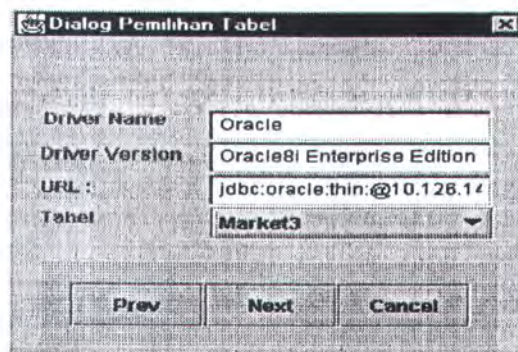 Dialog Pemilihan Tabel
Driver Name Oracle
Driver Version Oracle8i Enterprise Edition
URL : jdbc:oracle:thin:@10.126.14
Tabel Market3
Prev Next Cancel